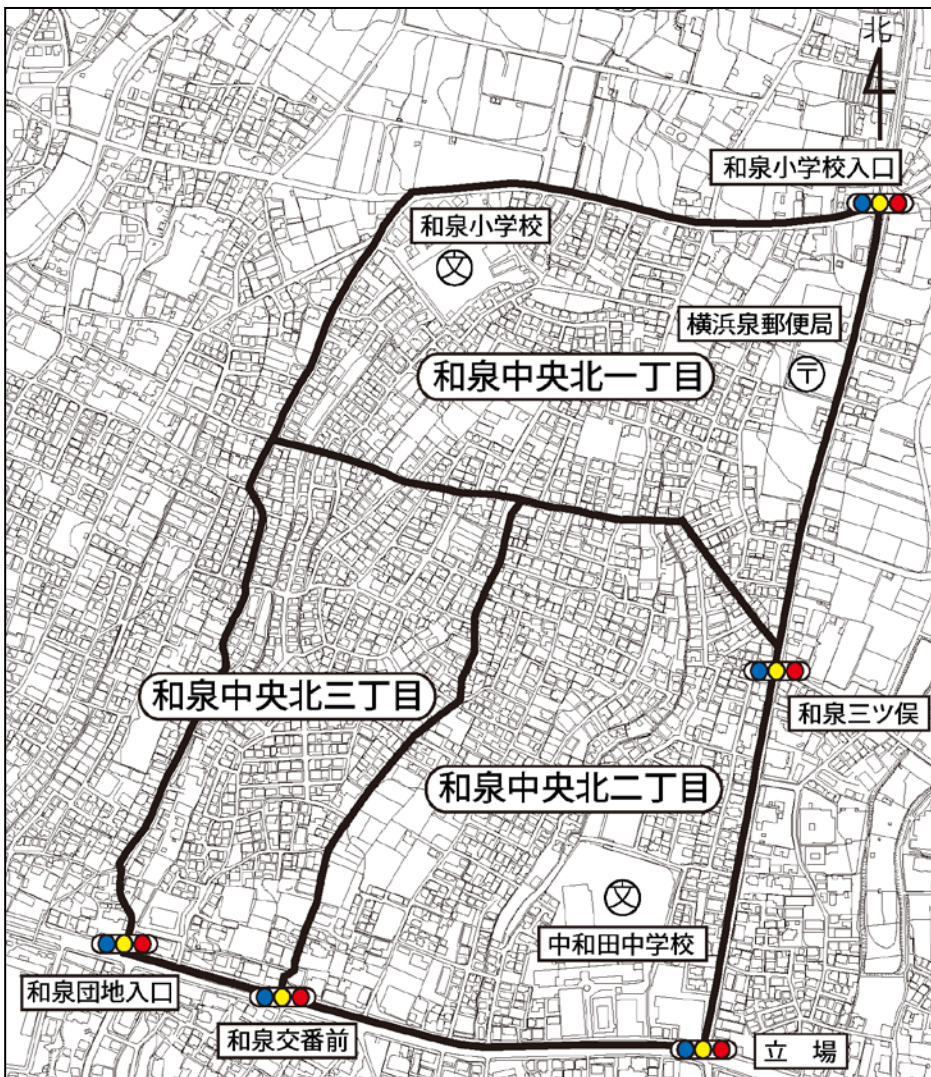 北
和泉小学校入口
和泉小学校
文
横浜泉郵便局
〒
和泉中央北一丁目
和泉中央北三丁目
和泉三ツ俣
和泉中央北二丁目
文
中和田中学校
和泉団地入口
和泉交番前
立　場